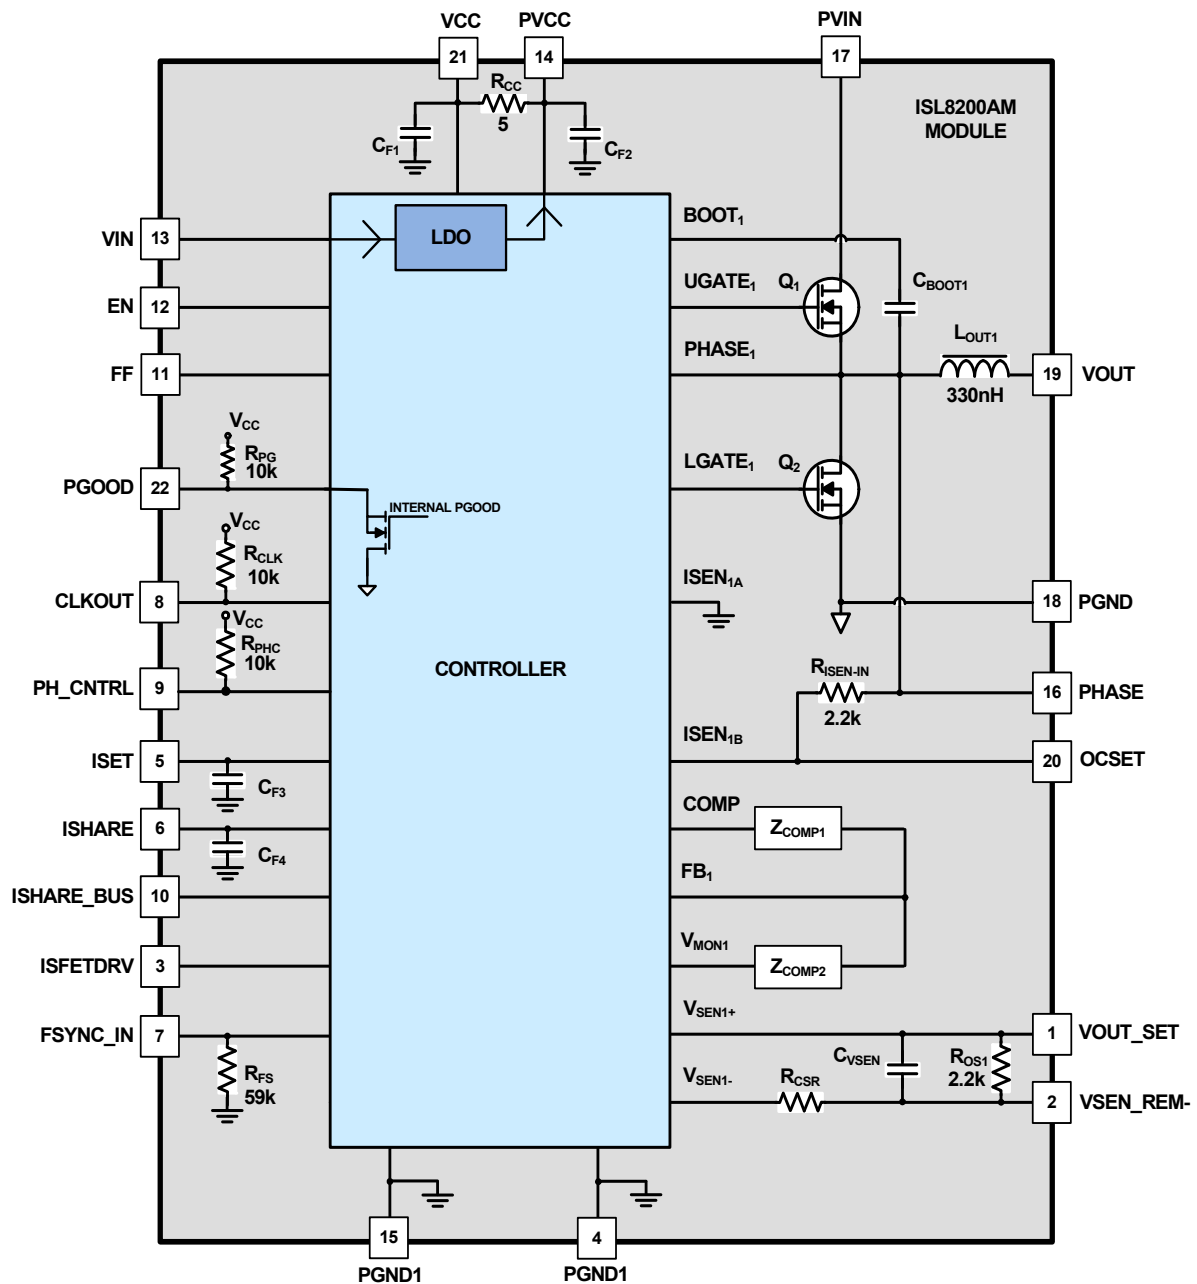 VCC
PVCC
PVIN
21
14
17
RCC
5
CF1
CF2
ISL8200AM
MODULE
VIN
13
LDO
BOOT1
EN
12
UGATE1
Q1
CBOOT1
FF
11
PHASE1
LOUT1
330nH
19
VOUT
VCC
RPG
10k
PGOOD
22
INTERNAL PGOOD
LGATE1
Q2
VCC
RCLK
10k
CLKOUT
8
ISEN1A
18
PGND
VCC
RPHC
10k
PH_CNTRL
9
CONTROLLER
RISEN-IN
2.2k
16
PHASE
ISET
5
CF3
ISEN1B
20
OCSET
ISHARE
6
CF4
COMP
ZCOMP1
ISHARE_BUS
10
FB1
ISFETDRV
3
VMON1
ZCOMP2
FSYNC_IN
7
RFS
59k
VSEN1+
1
VOUT_SET
CVSEN
ROS1
2.2k
VSEN1-
RCSR
2
VSEN_REM-
15
4
PGND1
PGND1